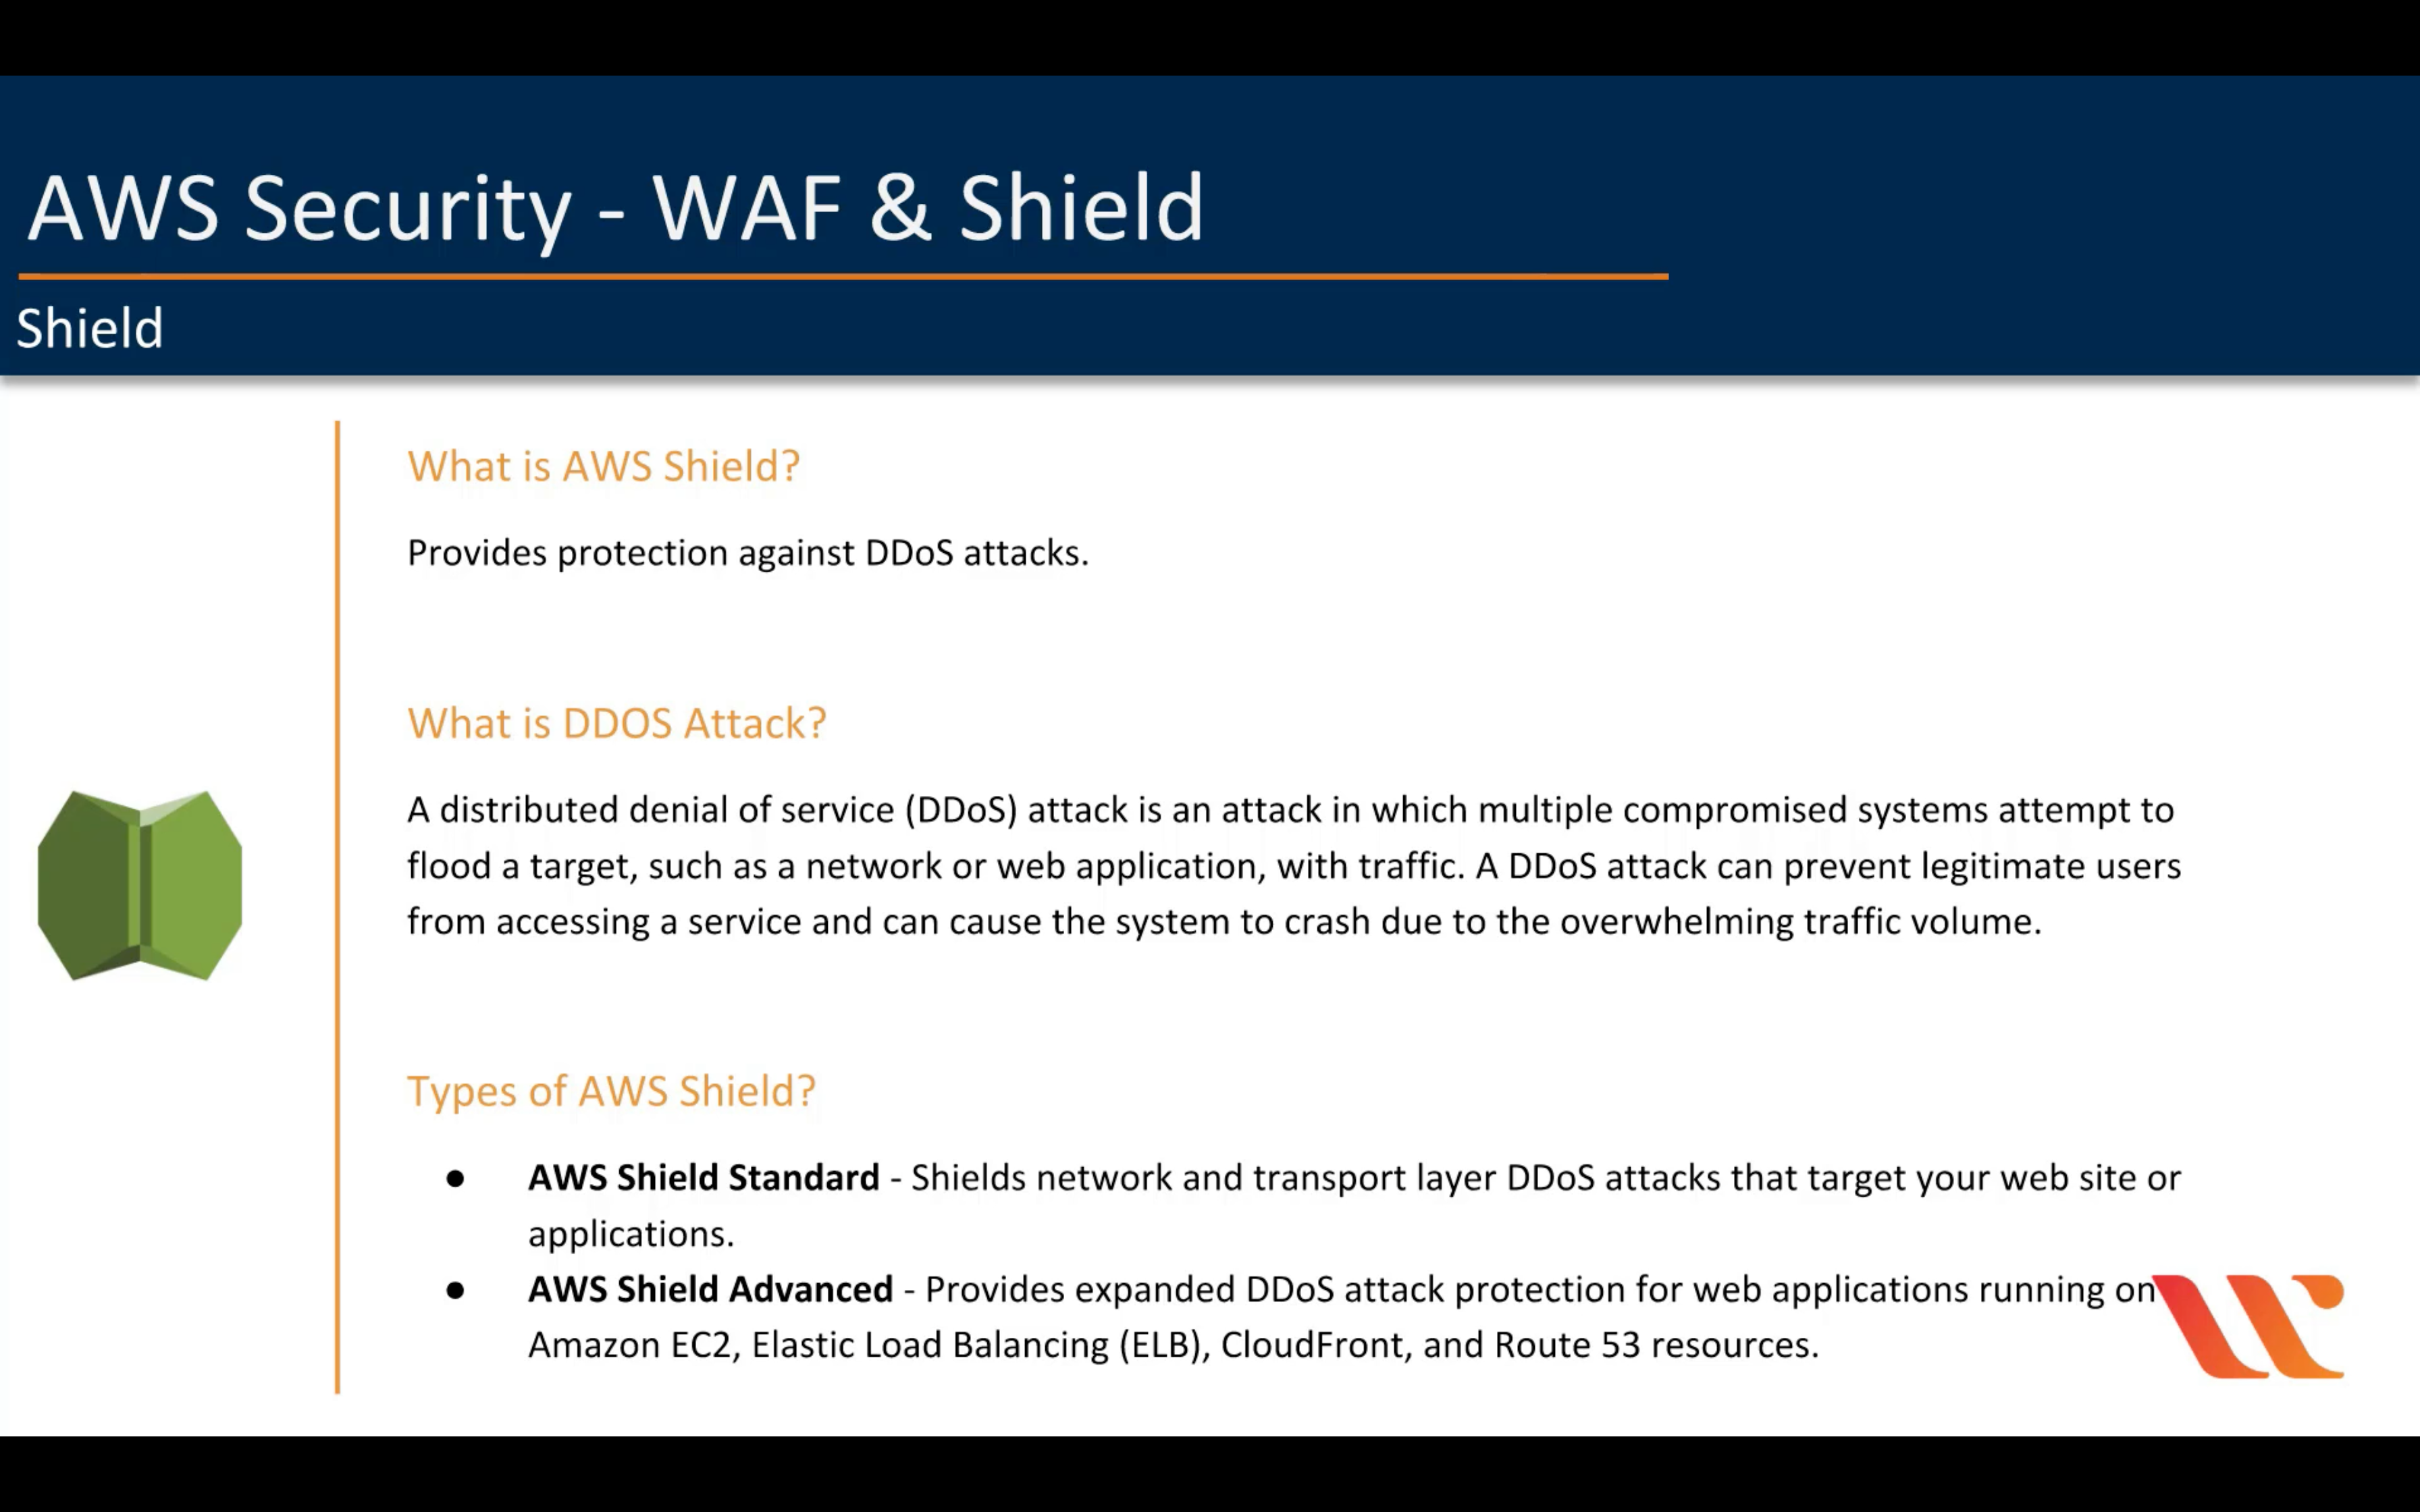 AWS Security - WAF & Shield
Shield
What is AWS Shield?
Provides protection against DDoS attacks.
What is DDOS Attack?
A distributed denial of service (DDoS) attack is an attack in which multiple compromised systems attempt to
flood a target, such as a network or web application, with traffic. A DDoS attack can prevent legitimate users
from accessing a service and can cause the system to crash due to the overwhelming traffic volume.
Types of AWS Shield?
● AWS Shield Standard - Shields network and transport layer DDoS attacks that target your web site or
applications.
● AWS Shield Advanced - Provides expanded DDoS attack protection for web applications running on
Amazon EC2, Elastic Load Balancing (ELB), CloudFront, and Route 53 resources.